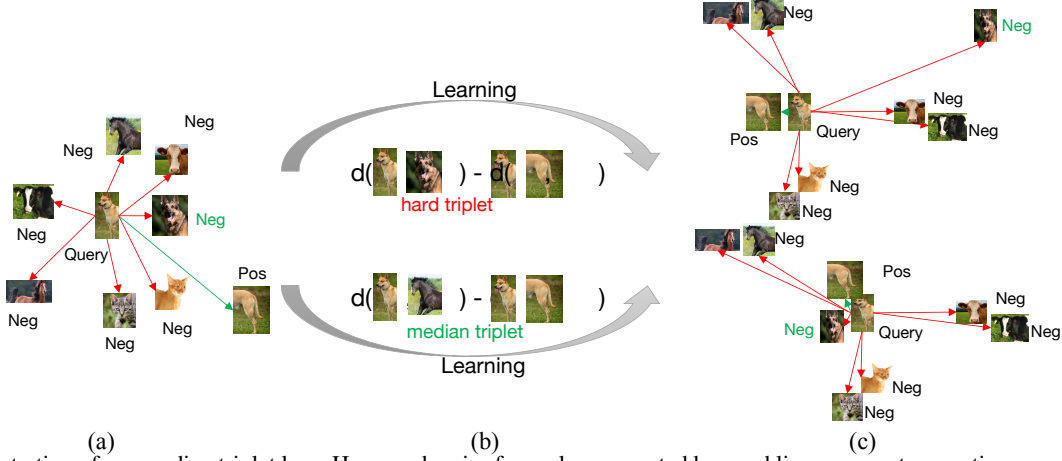 Neg
Neg
Neg
Neg
Neg
Query
Pos
Neg
Neg
Neg
Learning
d( ) - d( )
hard triplet
d( ) - )
median triplet
Learning
Neg
Neg
Neg
Pos
Query
Neg
Neg
Neg
Neg
Pos
Neg
Neg
Query
Neg
Neg
Neg
(a) (b) (c)